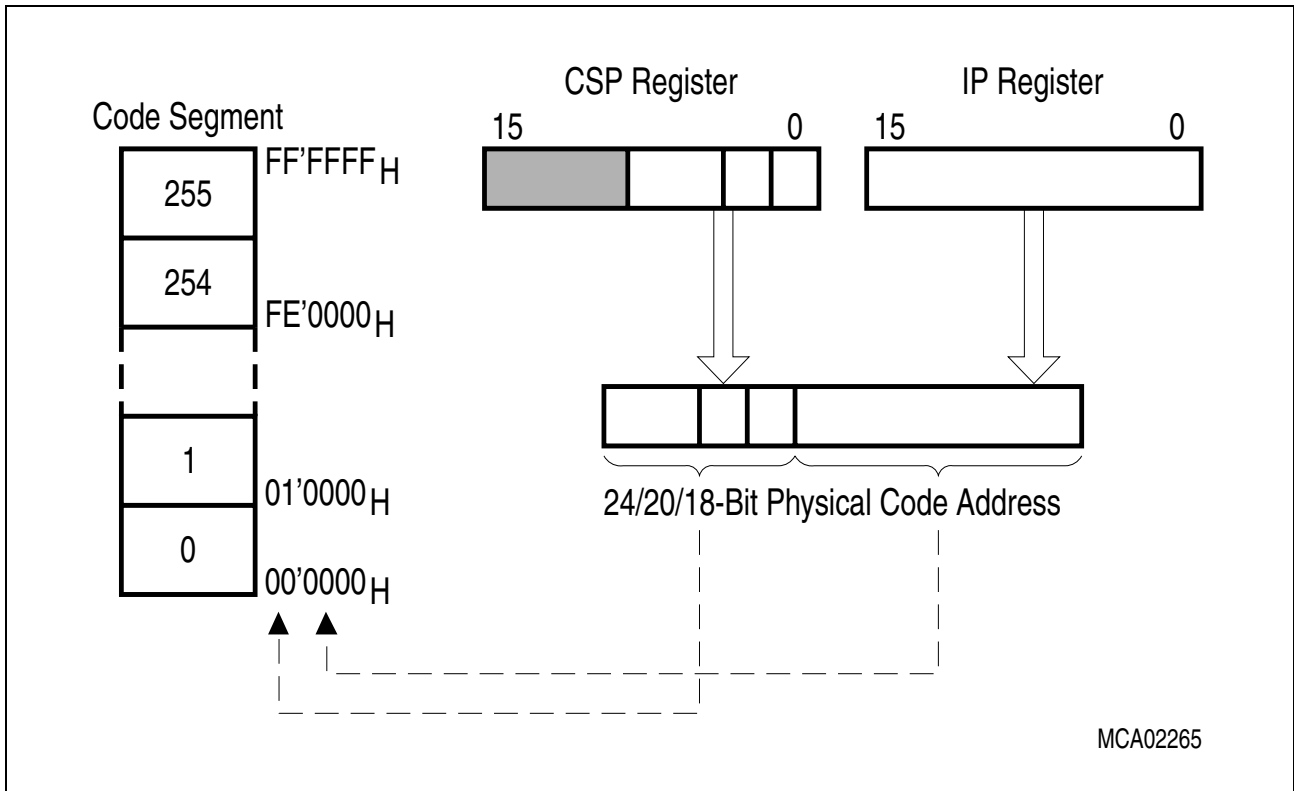 Code Segment
255
FF'FFFFH
254
FE'0000H
1
01'0000H
0
00'0000H
CSP Register
15 0
IP Register
15 0
24/20/18-Bit Physical Code Address
MCA02265